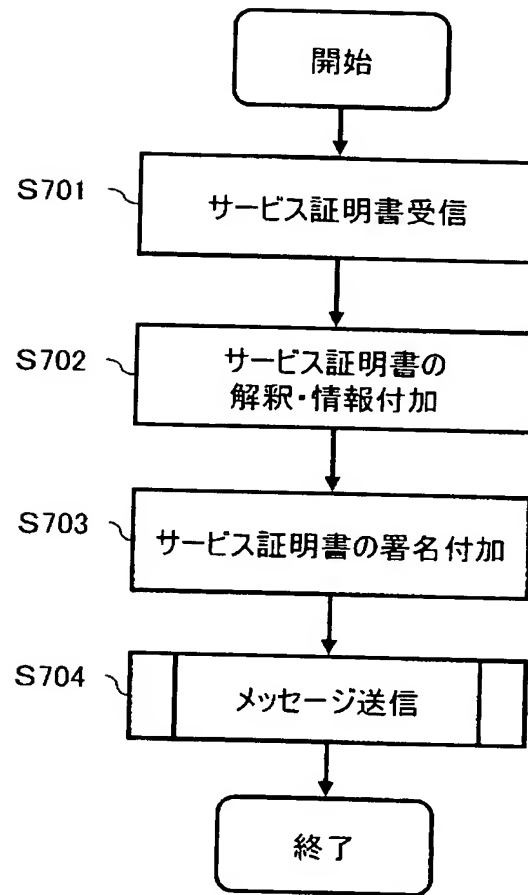 開始
S701
サービス証明書受信
S702
サービス証明書の
解釈・情報付加
S703
サービス証明書の署名付加
S704
メッセージ送信
終了